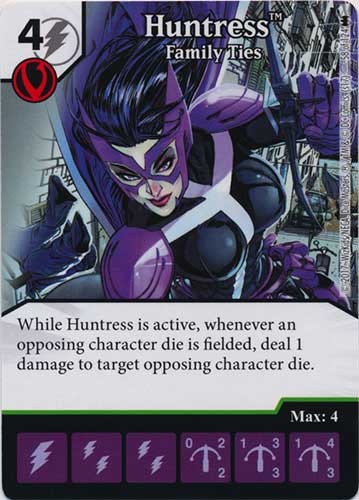 4
Huntress™
Family Ties
While Huntress is active, whenever an
opposing character die is fielded, deal 1
damage to target opposing character die.
Max: 4
0 2 2
1 3 3
1 4 3